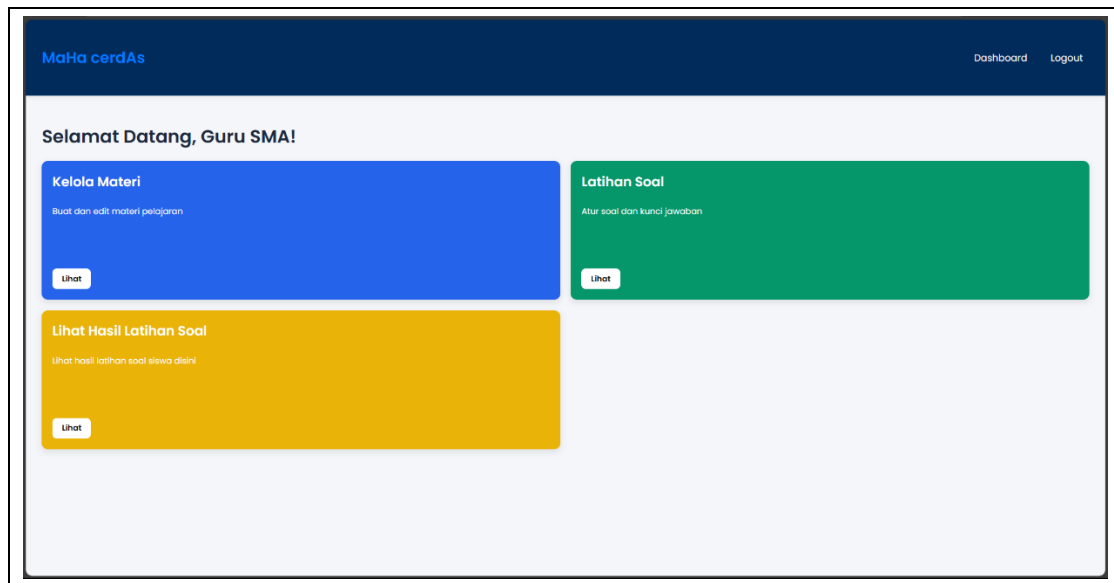 MaHa cerdAs
Dashboard
Logout
Selamat Datang, Guru SMA!
Kelola Materi
Buat dan edit materi pelajaran
Lihat
Latihan Soal
Atur soal dan kunci jawaban
Lihat
Lihat Hasil Latihan Soal
Lihat hasil latihan soal siswa disini
Lihat